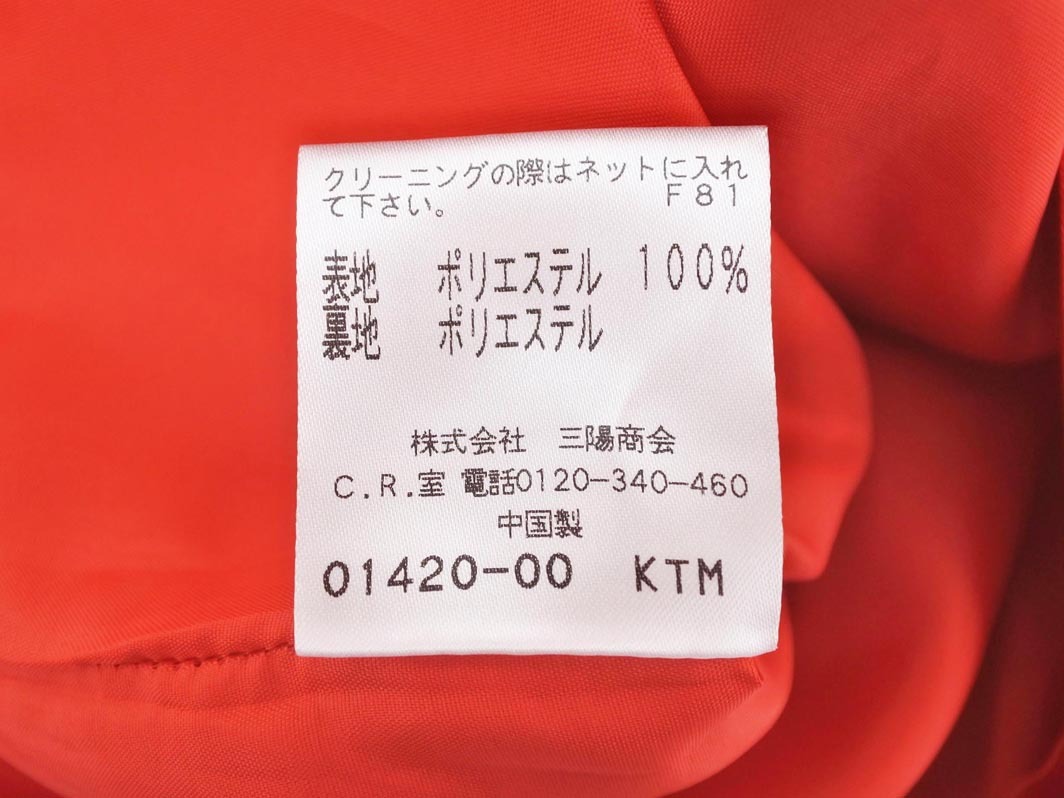 クリーニングの際はネットに入れ
て下さい。 F81
表地 ポリエステル 100%
裏地 ポリエステル
株式会社 三陽商会
C.R.室 電話0120-340-460
中国製
01420-00 KTM